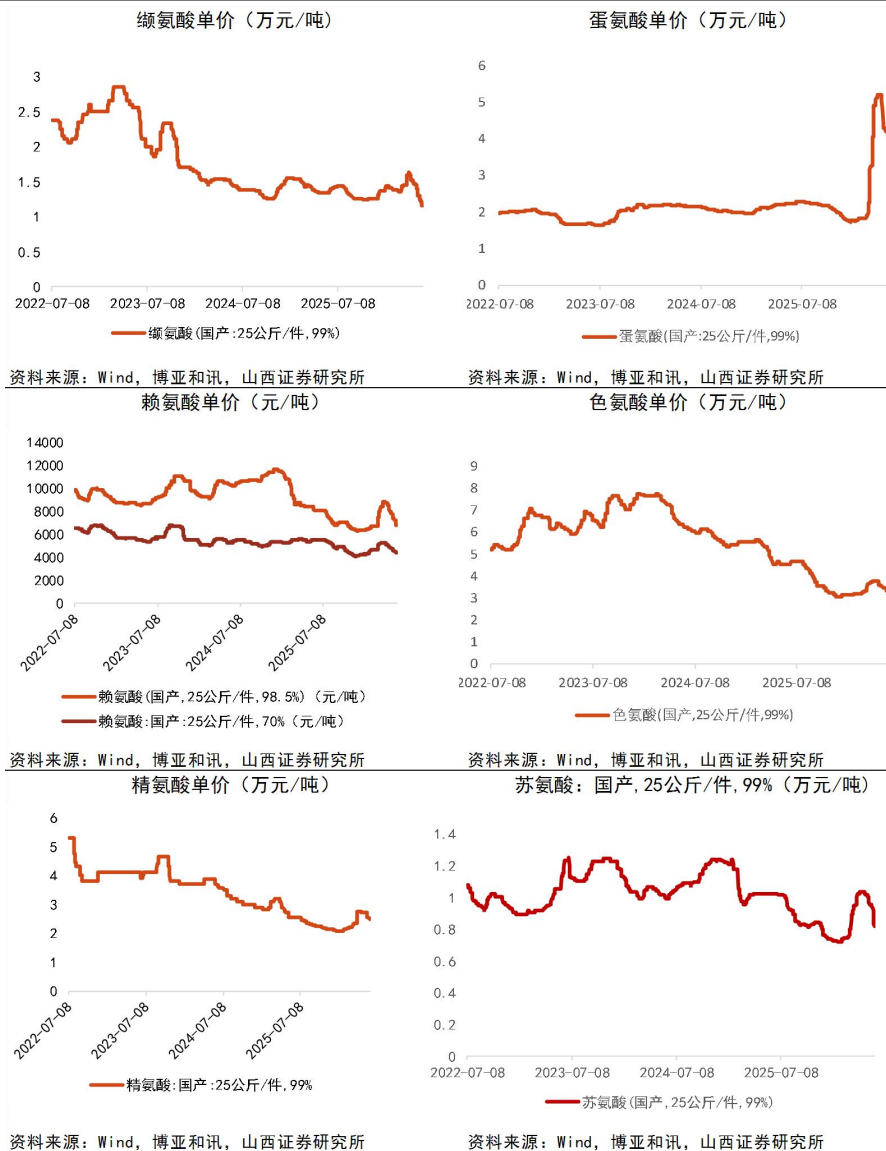 缬氨酸单价（万元/吨)
3
2.5
2
1.5
1
0.5
0
2022-07-08 2023-07-08 2024-07-08 2025-07-08
缬氨酸(国产:25公斤/件,99%)
资料来源：Wind，博亚和讯，山西证券研究所
蛋氨酸单价（万元/吨）
6
5
4
3
2
1
0
2022-07-08 2023-07-08 2024-07-08 2025-07-08
蛋氨酸(国产:25公斤/件,99%)
资料来源：Wind，博亚和讯，山西证券研究所
赖氨酸单价（元/吨）
14000
12000
10000
8000
6000
4000
2000
0
2022-07-08 2023-07-08 2024-07-08 2025-07-08
赖氨酸(国产,25公斤/件,98.5%)（元/吨）
赖氨酸:国产:25公斤/件,70%（元/吨）
资料来源：Wind，博亚和讯，山西证券研究所
色氨酸单价（万元/吨）
9
8
7
6
5
4
3
2
1
0
2022-07-08 2023-07-08 2024-07-08 2025-07-08
色氨酸(国产,25公斤/件,99%)
资料来源：Wind，博亚和讯，山西证券研究所
精氨酸单价（万元/吨）
6
5
4
3
2
1
0
2022-07-08 2023-07-08 2024-07-08 2025-07-08
精氨酸:国产:25公斤/件,99%
资料来源：Wind，博亚和讯，山西证券研究所
苏氨酸：国产,25公斤/件,99%（万元/吨)
1.4
1.2
1
0.8
0.6
0.4
0.2
0
2022-07-08 2023-07-08 2024-07-08 2025-07-08
苏氨酸(国产,25公斤/件,99%)
资料来源：Wind，博亚和讯，山西证券研究所